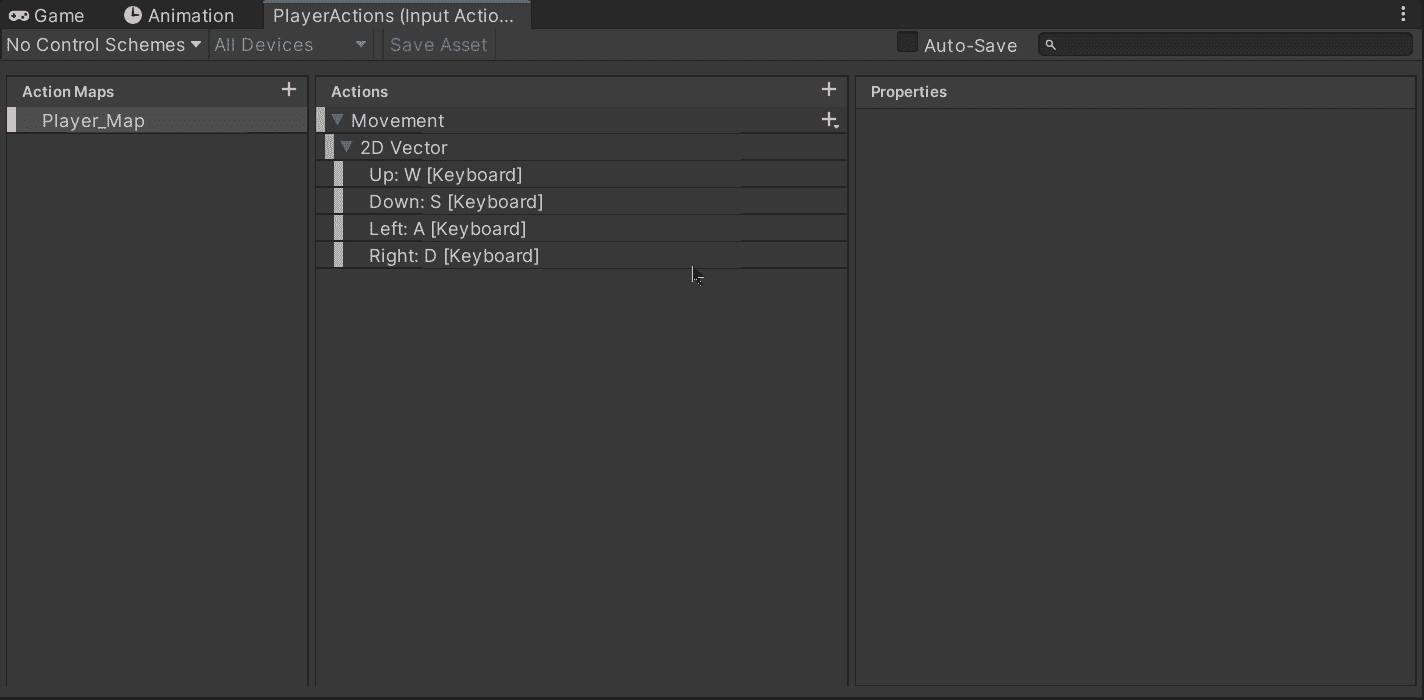 Game Animation PlayerActions (Input Actio...
No Control Schemes All Devices Save Asset Auto-Save
Action Maps + Actions + Properties
Player_Map Movement +
2D Vector
Up: W [Keyboard]
Down: S [Keyboard]
Left: A [Keyboard]
Right: D [Keyboard]